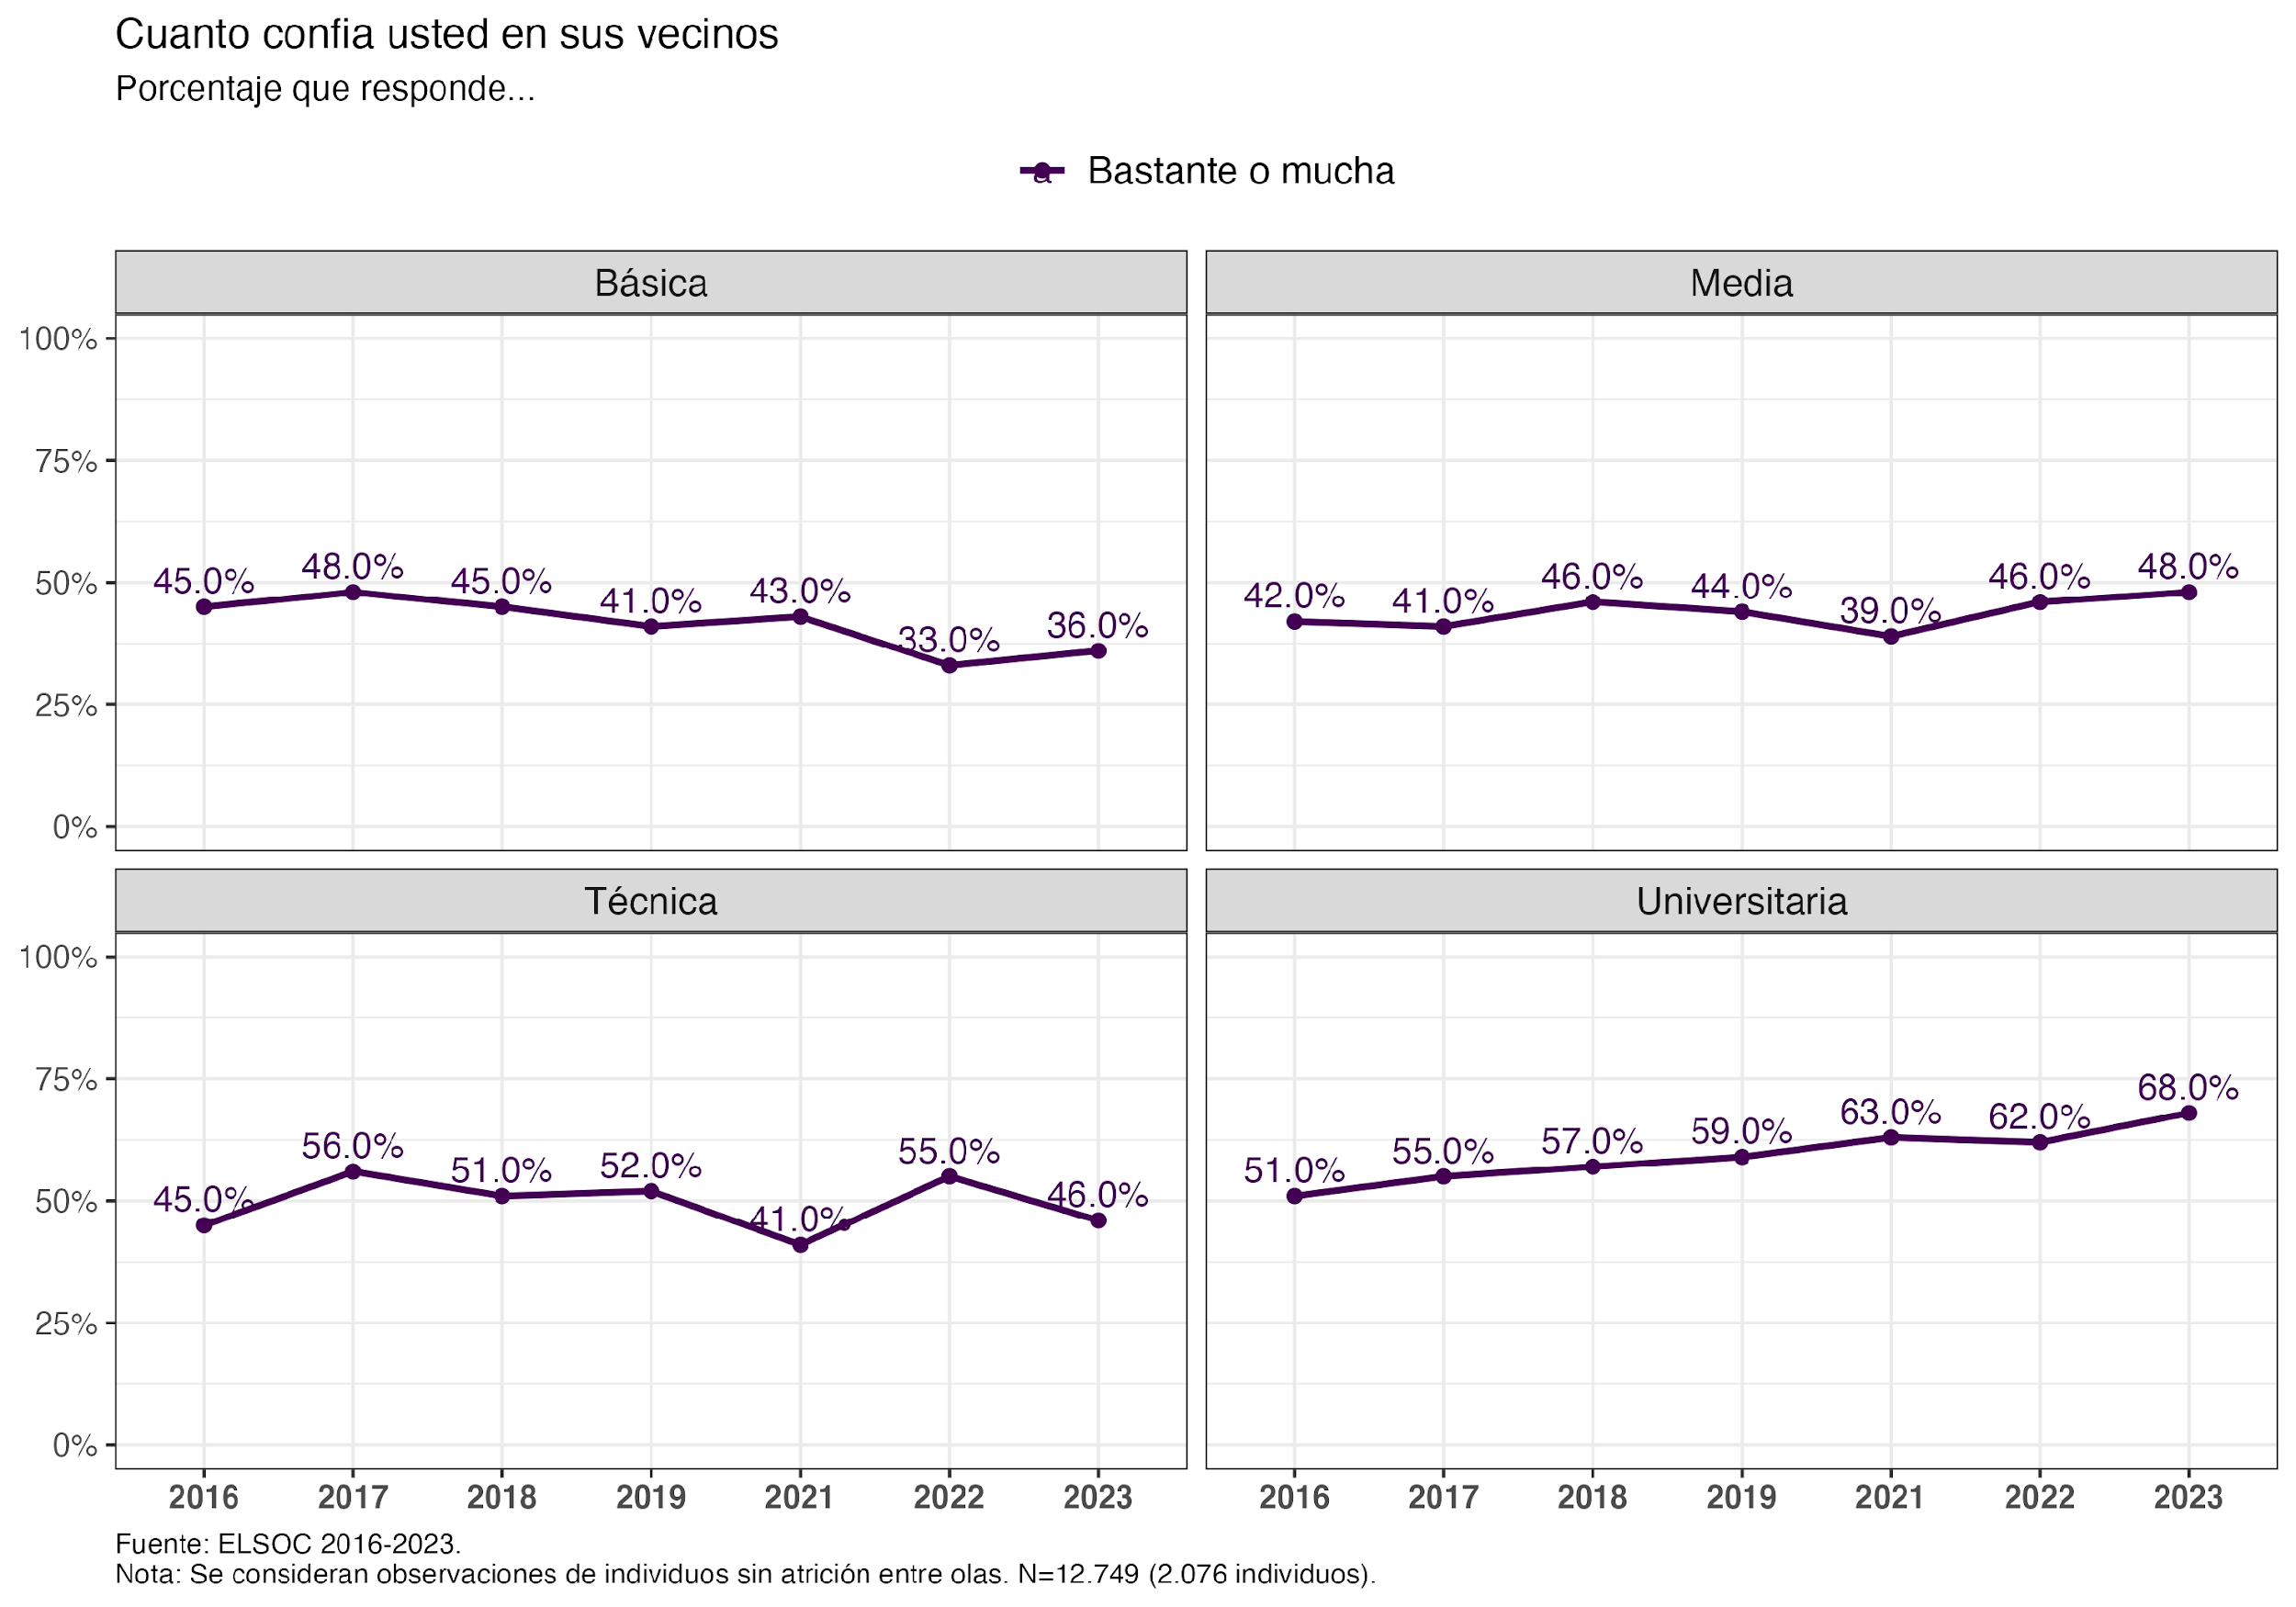 Cuanto confia usted en sus vecinos
Porcentaje que responde...
a Bastante o mucha
Básica
Media
100%
75%
50%
25%
0%
45.0% 48.0% 45.0% 41.0% 43.0% 33.0% 36.0%
42.0% 41.0% 46.0% 44.0% 39.0% 46.0% 48.0%
Técnica
Universitaria
100%
75%
50%
25%
0%
45.0% 56.0% 51.0% 52.0% 41.0% 55.0% 46.0%
51.0% 55.0% 57.0% 59.0% 63.0% 62.0% 68.0%
2016 2017 2018 2019 2021 2022 2023
2016 2017 2018 2019 2021 2022 2023
Fuente: ELSOC 2016-2023.
Nota: Se consideran observaciones de individuos sin atrición entre olas. N=12.749 (2.076 individuos).